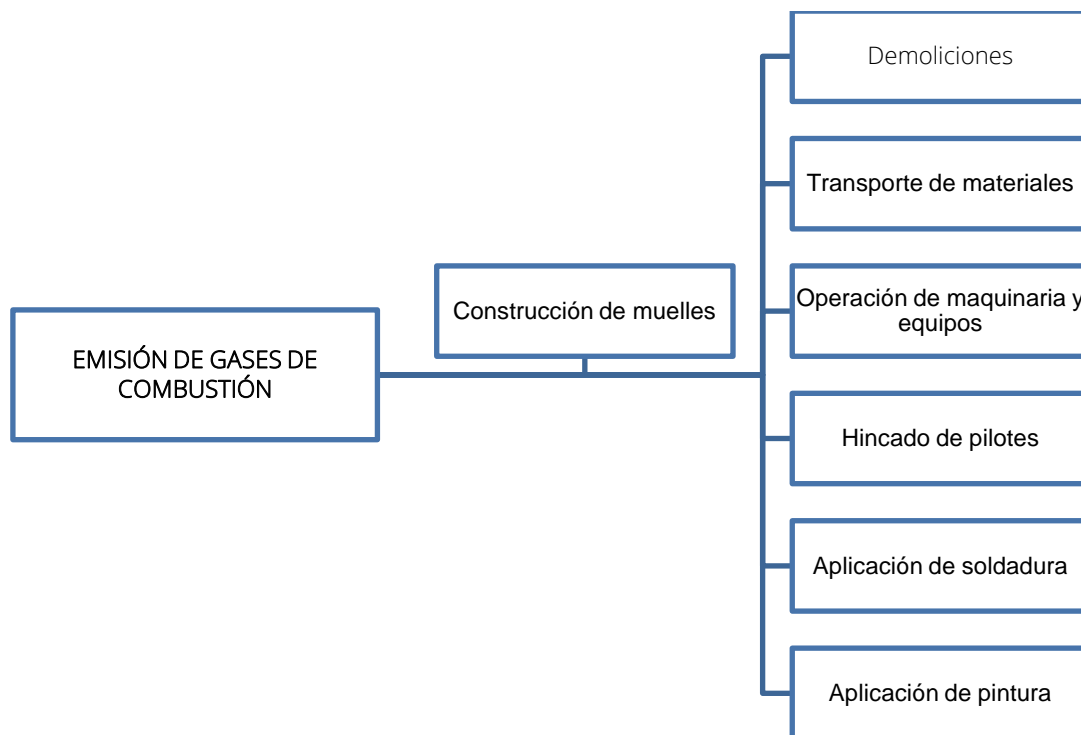 Demoliciones
Transporte de materiales
Construcción de muelles
Operación de maquinaria y
equipos
EMISIÓN DE GASES DE
COMBUSTIÓN
Hincado de pilotes
Aplicación de soldadura
Aplicación de pintura